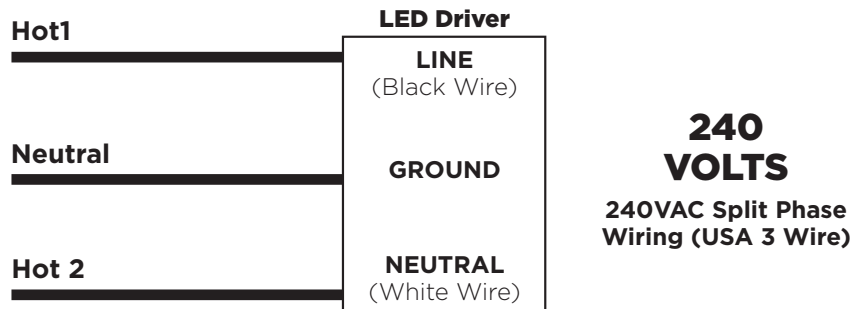 LED Driver
Hot1
LINE
(Black Wire)
Neutral
GROUND
Hot 2
NEUTRAL
(White Wire)
240
VOLTS
240VAC Split Phase
Wiring (USA 3 Wire)